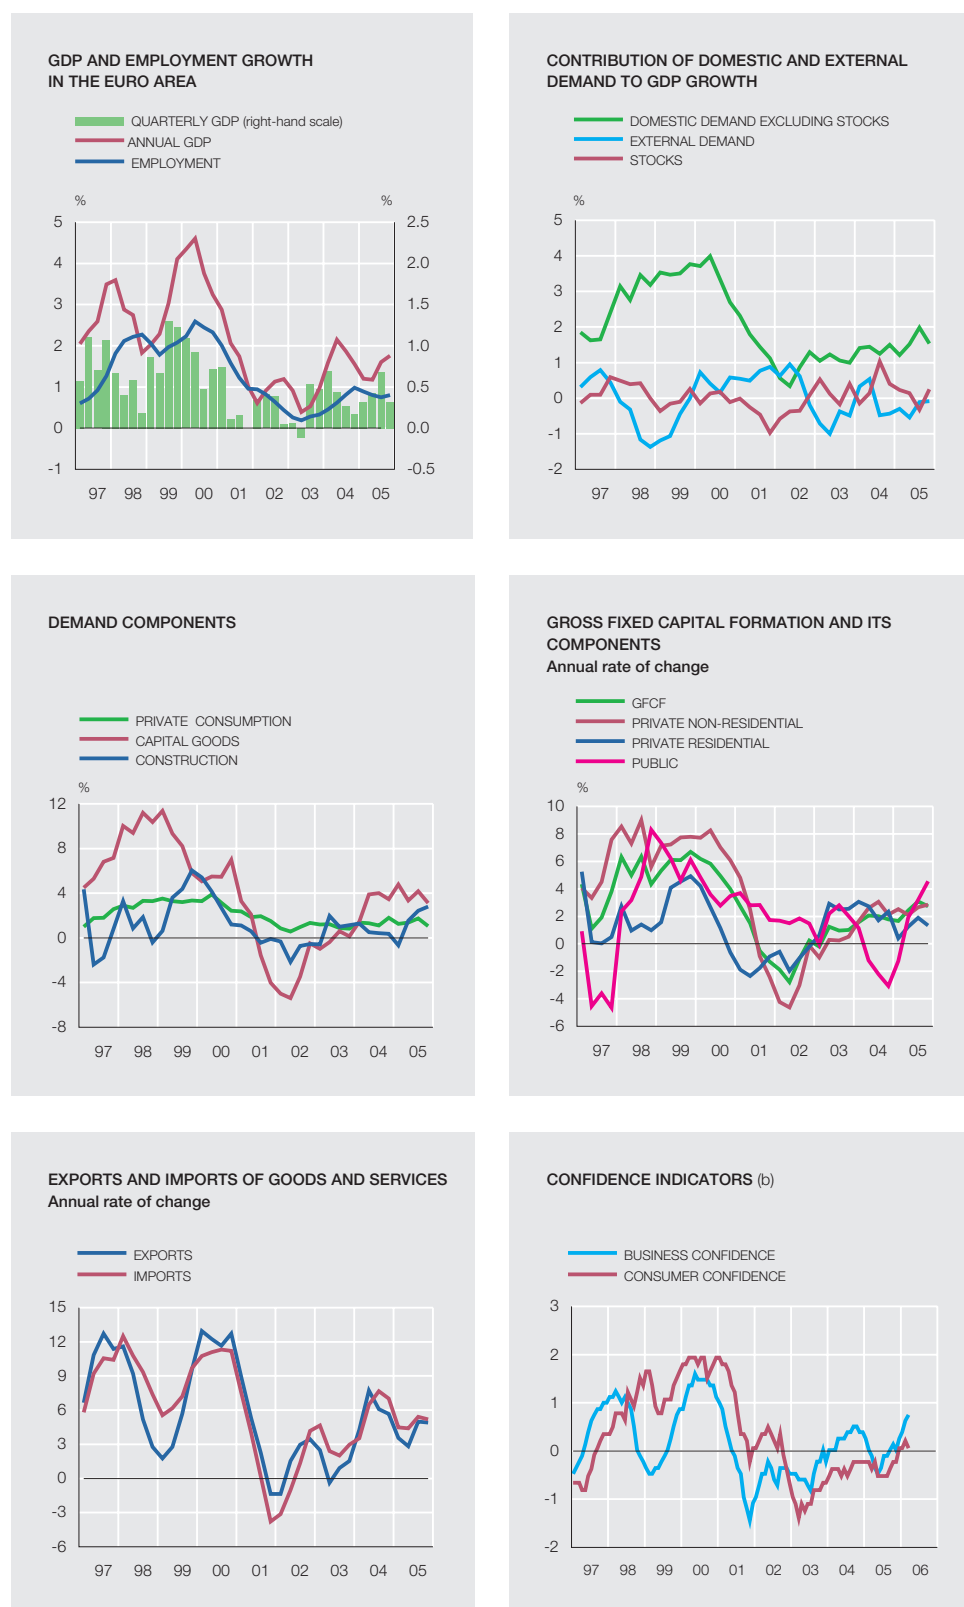 GDP AND EMPLOYMENT GROWTH
IN THE EURO AREA
QUARTERLY GDP (right-hand scale)
ANNUAL GDP
EMPLOYMENT
% %
5 2.5
4 2.0
3 1.5
2 1.0
1 0.5
0 0.0
-1 -0.5
97 98 99 00 01 02 03 04 05
CONTRIBUTION OF DOMESTIC AND EXTERNAL
DEMAND TO GDP GROWTH
DOMESTIC DEMAND EXCLUDING STOCKS
EXTERNAL DEMAND
STOCKS
%
5
4
3
2
1
0
-1
-2
97 98 99 00 01 02 03 04 05
DEMAND COMPONENTS
PRIVATE CONSUMPTION
CAPITAL GOODS
CONSTRUCTION
%
12
8
4
0
-4
-8
97 98 99 00 01 02 03 04 05
GROSS FIXED CAPITAL FORMATION AND ITS
COMPONENTS
Annual rate of change
GFCF
PRIVATE NON-RESIDENTIAL
PRIVATE RESIDENTIAL
PUBLIC
%
10
8
6
4
2
0
-2
-4
-6
97 98 99 00 01 02 03 04 05
EXPORTS AND IMPORTS OF GOODS AND SERVICES
Annual rate of change
EXPORTS
IMPORTS
15
12
9
6
3
0
-3
-6
97 98 99 00 01 02 03 04 05
CONFIDENCE INDICATORS (b)
BUSINESS CONFIDENCE
CONSUMER CONFIDENCE
3
2
1
0
-1
-2
97 98 99 00 01 02 03 04 05 06